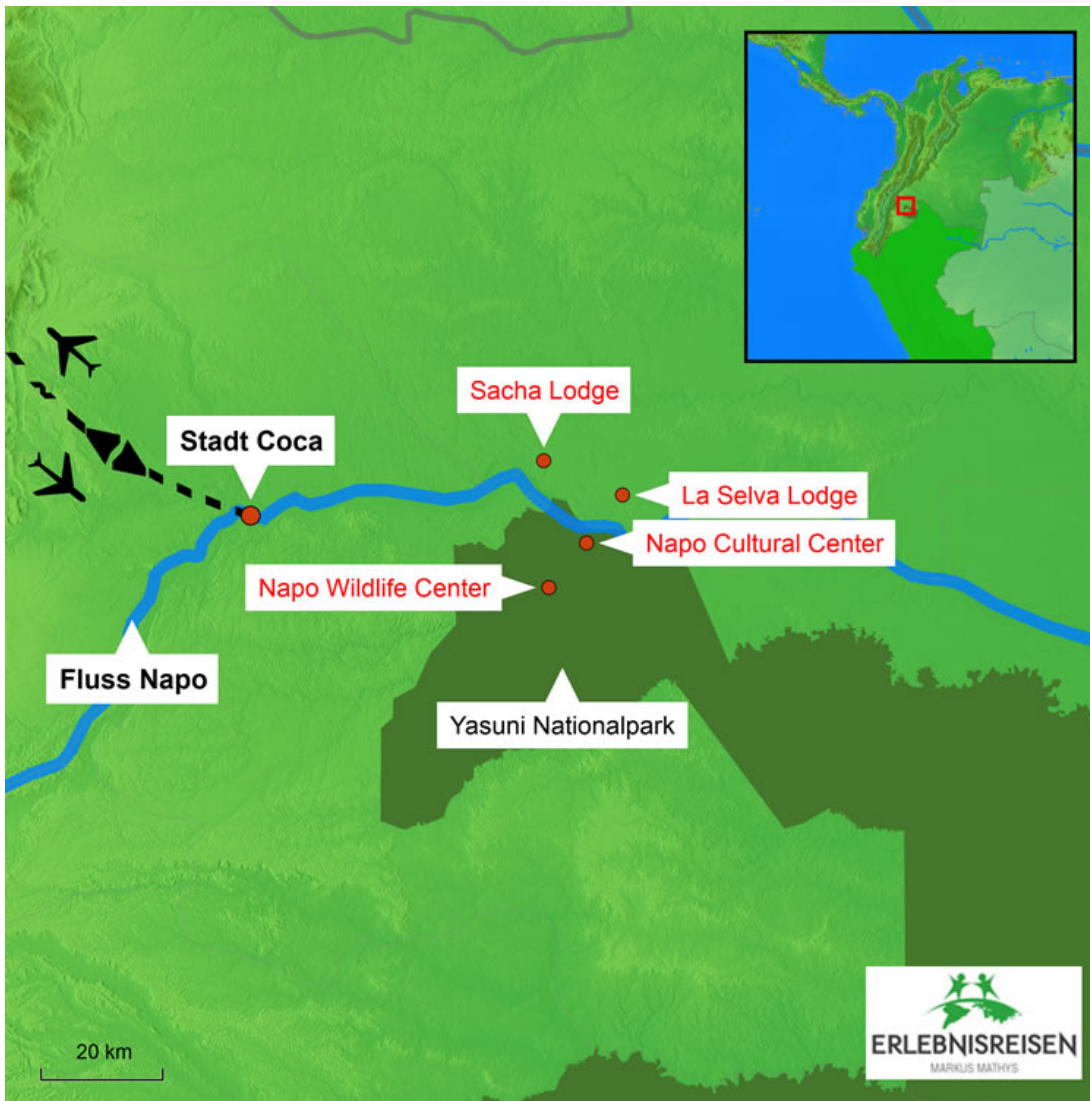 Sacha Lodge
Stadt Coca
La Selva Lodge
Napo Cultural Center
Napo Wildlife Center
Fluss Napo
Yasuni Nationalpark
20 km
ERLEBNISREISEN
MARKUS MATHYS